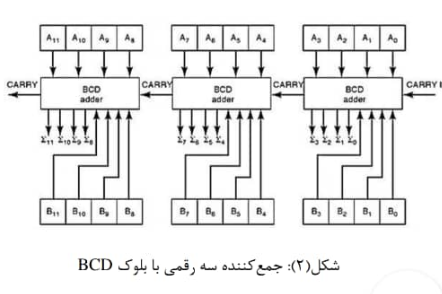 A11 A10 A9 A8 A7 A6 A5 A4 A3 A2 A1 A0
CARRY BCD adder CARRY BCD adder CARRY BCD adder CARRY I
Σ11 Σ10 Σ9 Σ8 Σ7 Σ6 Σ5 Σ4 Σ3 Σ2 Σ1 Σ0
B11 B10 B9 B8 B7 B6 B5 B4 B3 B2 B1 B0
شکل(۲): جمع‌کننده سه رقمی با بلوک BCD